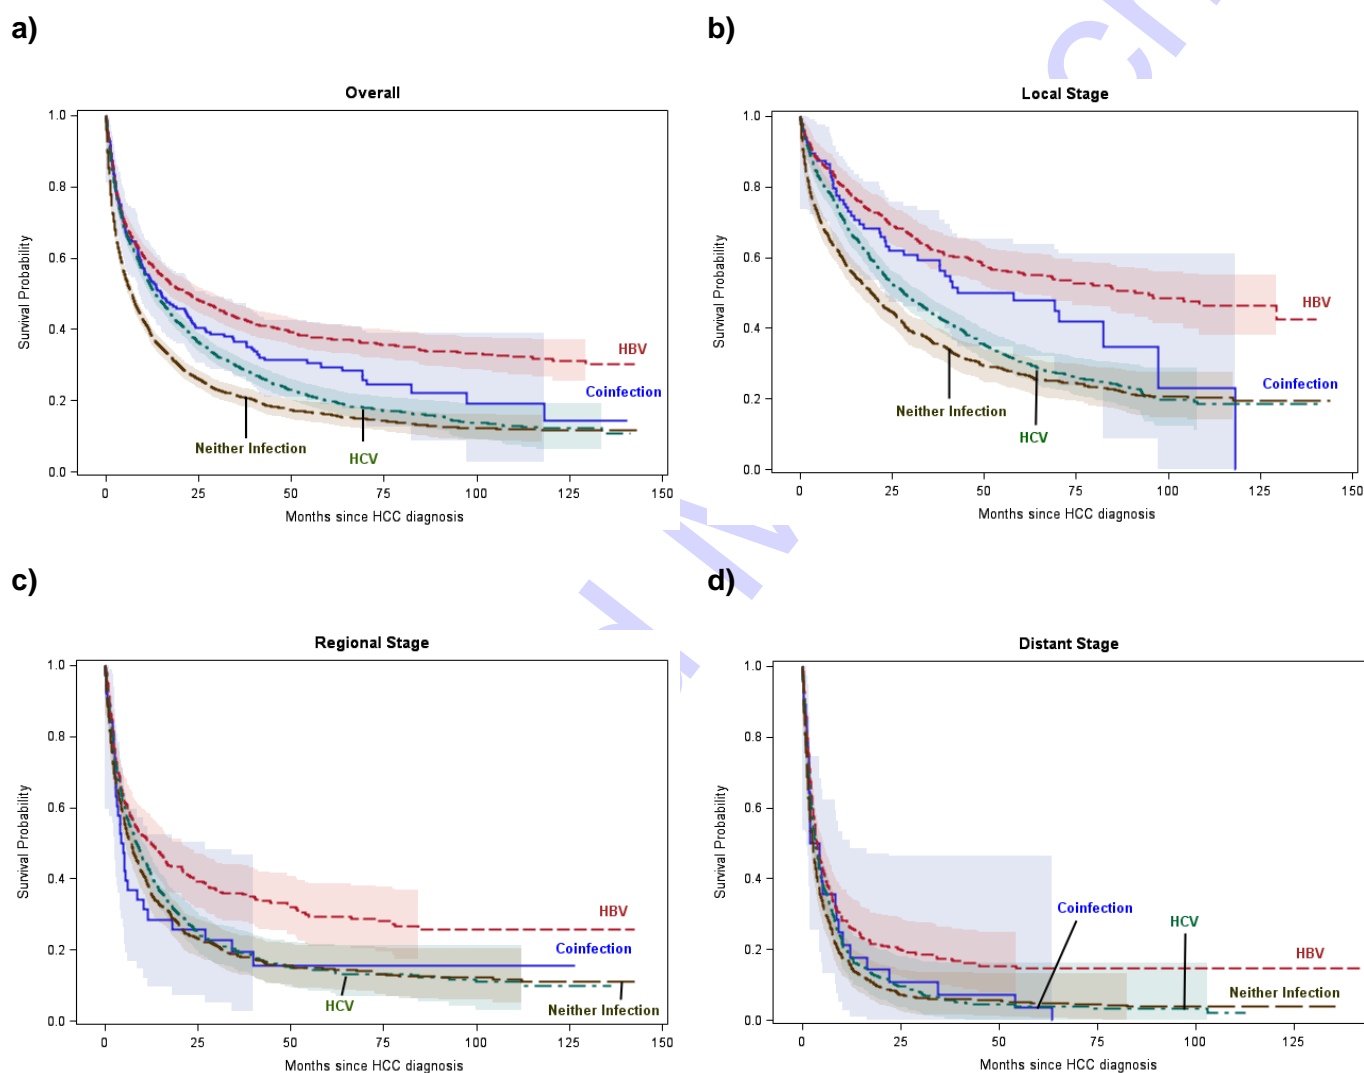 a)
Overall
1.0
0.8
0.6
0.4
0.2
0.0
Survival Probability
HBV
Coinfection
Neither Infection
HCV
0 25 50 75 100 125 150
Months since HCC diagnosis
b)
Local Stage
1.0
0.8
0.6
0.4
0.2
0.0
Survival Probability
HBV
Coinfection
Neither Infection
HCV
0 25 50 75 100 125 150
Months since HCC diagnosis
c)
Regional Stage
1.0
0.8
0.6
0.4
0.2
0.0
Survival Probability
HBV
Coinfection
HCV
Neither Infection
0 25 50 75 100 125 150
Months since HCC diagnosis
d)
Distant Stage
1.0
0.8
0.6
0.4
0.2
0.0
Survival Probability
Coinfection
HCV
HBV
Neither Infection
0 25 50 75 100 125
Months since HCC diagnosis